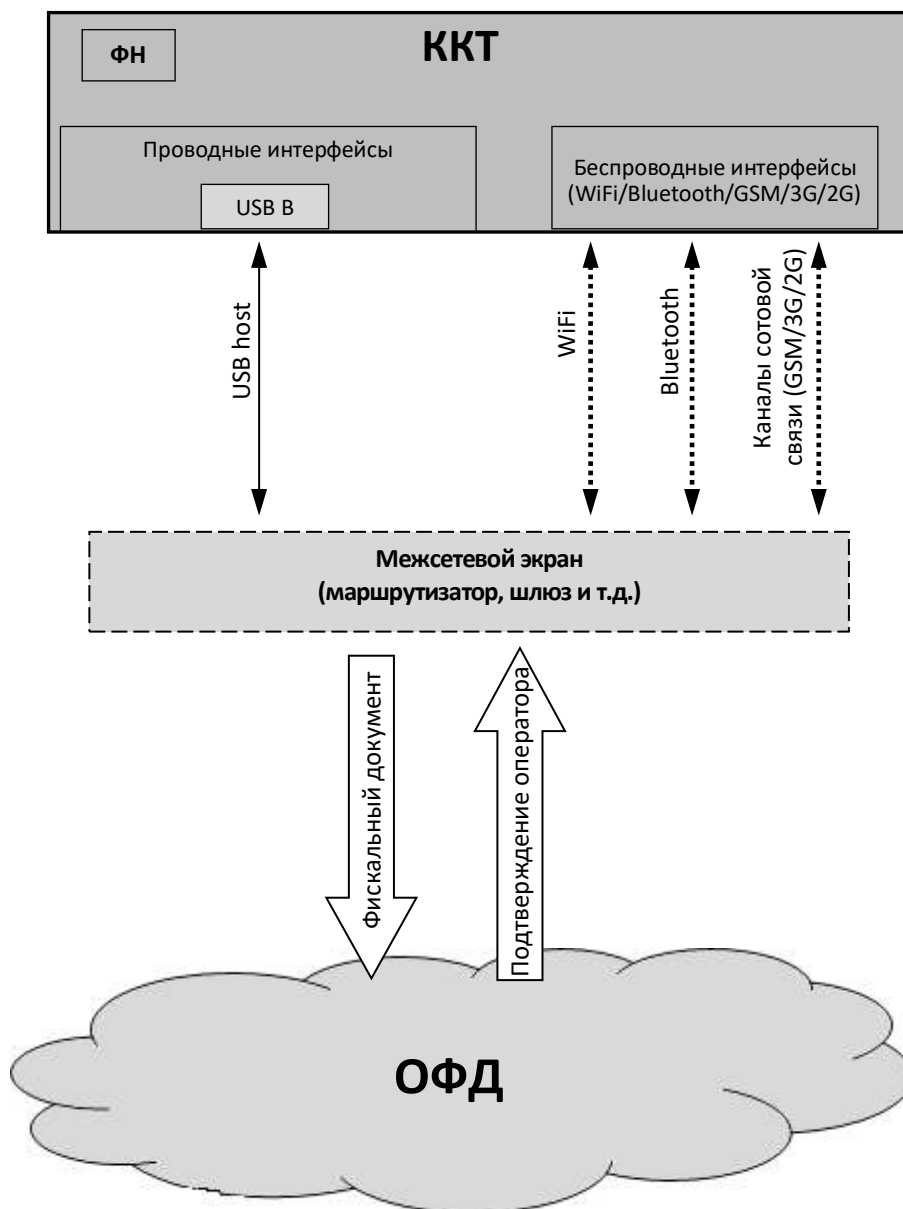 ФН
ККТ
Проводные интерфейсы
USB B
Беспроводные интерфейсы
(WiFi/Bluetooth/GSM/3G/2G)
USB host
WiFi
Bluetooth
Каналы сотовой
связи (GSM/3G/2G)
Межсетевой экран
(маршрутизатор, шлюз и т.д.)
Фискальный документ
Подтверждение оператора
ОФД